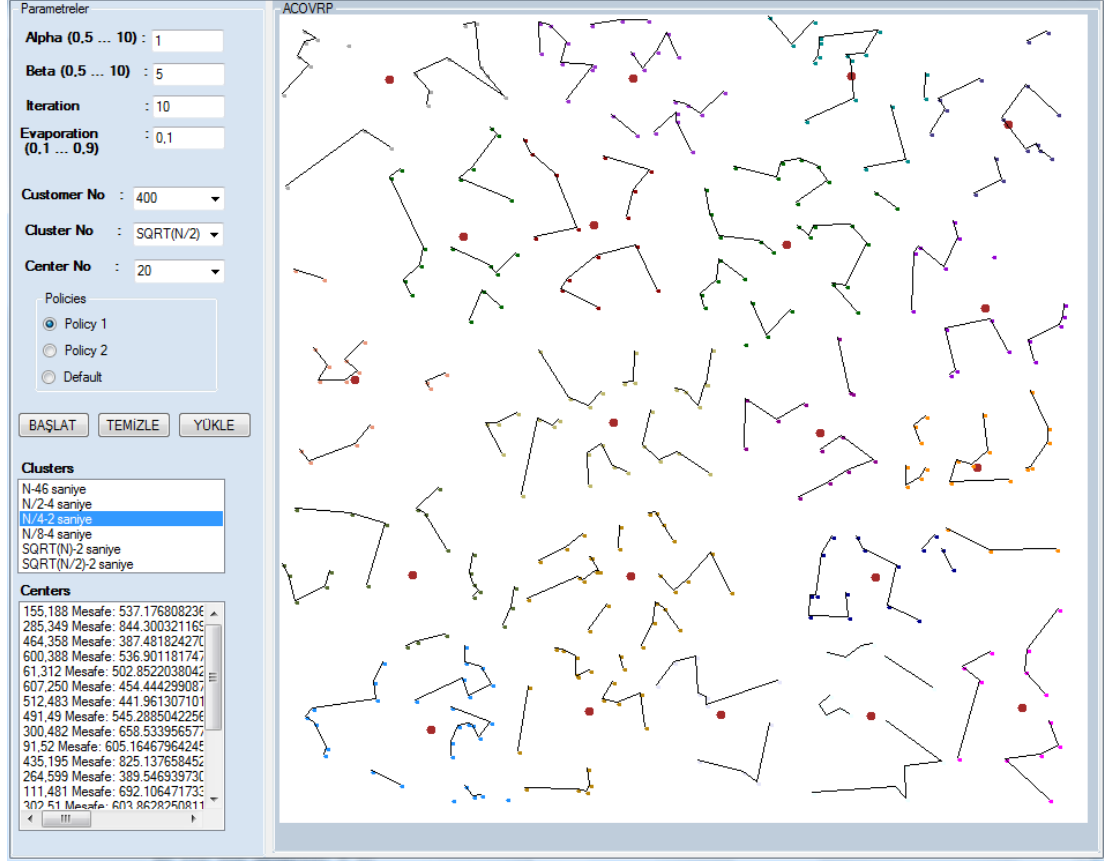 Parametreler
ACOVRP
Alpha (0,5 ... 10) : 1
Beta (0,5 ... 10) : 5
Iteration : 10
Evaporation (0,1 ... 0,9) : 0,1
Customer No : 400
Cluster No : SQRT(N/2)
Center No : 20
Policies
Policy 1
Policy 2
Default
BAŞLAT TEMİZLE YÜKLE
Clusters
N-46 saniye
N/2-4 saniye
N/4-2 saniye
N/8-4 saniye
SQRT(N)-2 saniye
SQRT(N/2)-2 saniye
Centers
155,188 Mesafe: 537.176808236
285,349 Mesafe: 844.300321169
464,358 Mesafe: 387.481824270
600,388 Mesafe: 536.901181747
61,312 Mesafe: 502.8522038042
607,250 Mesafe: 454.444299087
512,483 Mesafe: 441.961307101
491,49 Mesafe: 545.2885042256
300,482 Mesafe: 658.533956577
91,52 Mesafe: 605.16467964245
435,195 Mesafe: 825.137658452
264,599 Mesafe: 389.546939730
111,481 Mesafe: 692.106471733
302,51 Mesafe: 603.8628250811